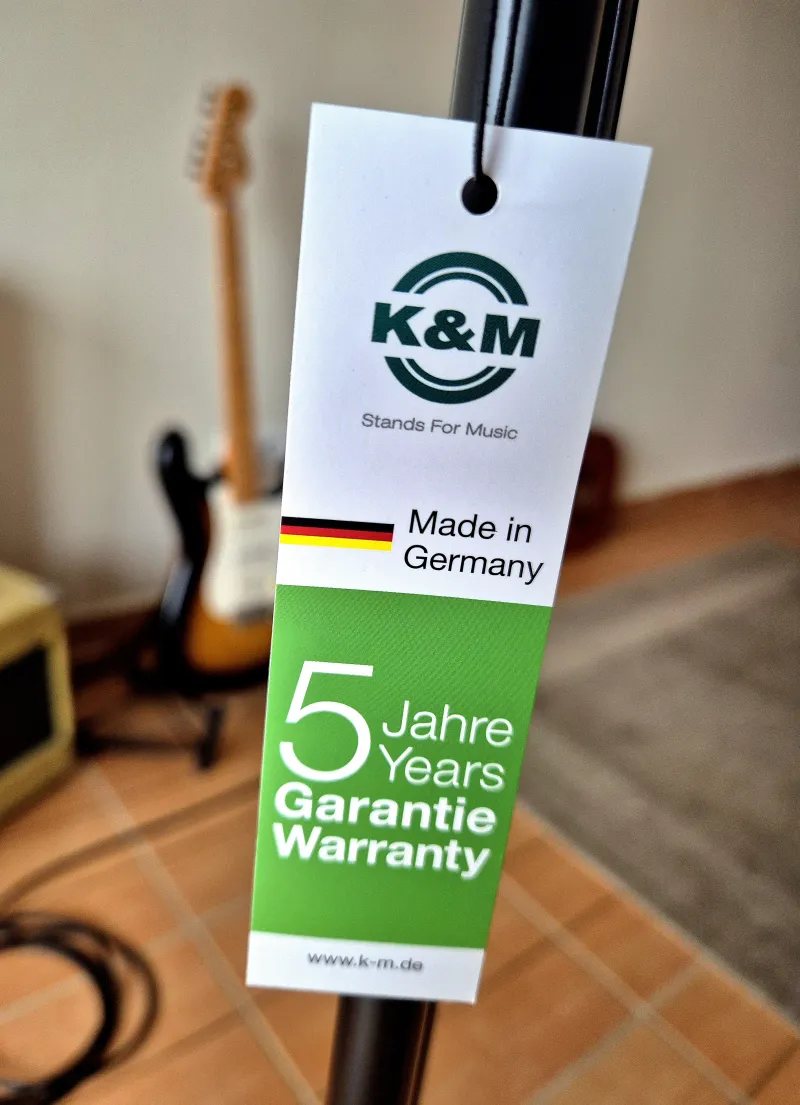 K&M
Stands For Music
Made in
Germany
5 Jahre
Years
Garantie
Warranty
www.k-m.de